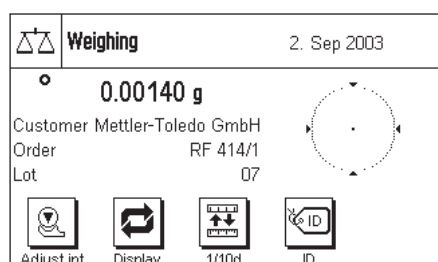 Weighing 2. Sep 2003
0.00140 g
Customer Mettler-Toledo GmbH
Order RF 414/1
Lot 07
ID
Adjust.int Display 1/10d ID